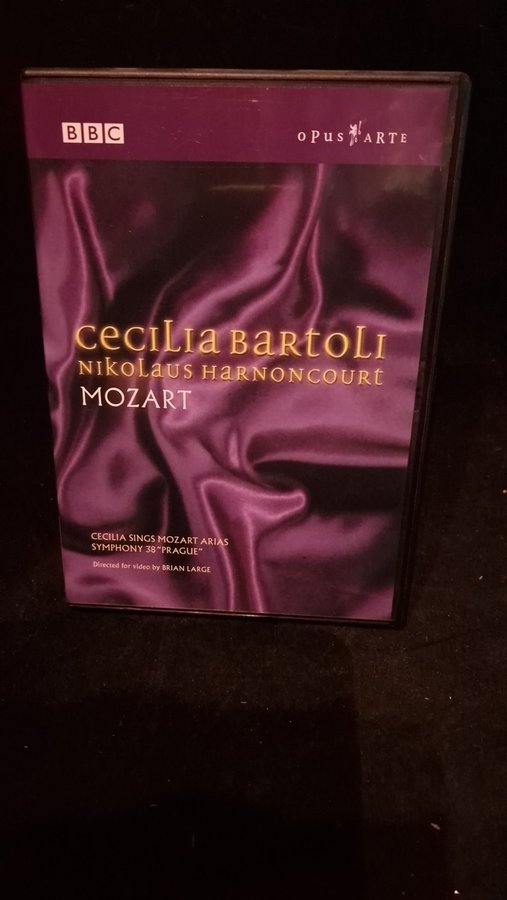 BBC
OPUS ARTE
CECILIA BARTOLI
NIKOLAUS HARNONCOURT
MOZART
CECILIA SINGS MOZART ARIAS
SYMPHONY 38 "PRAGUE"
Directed for video by BRIAN LARGE